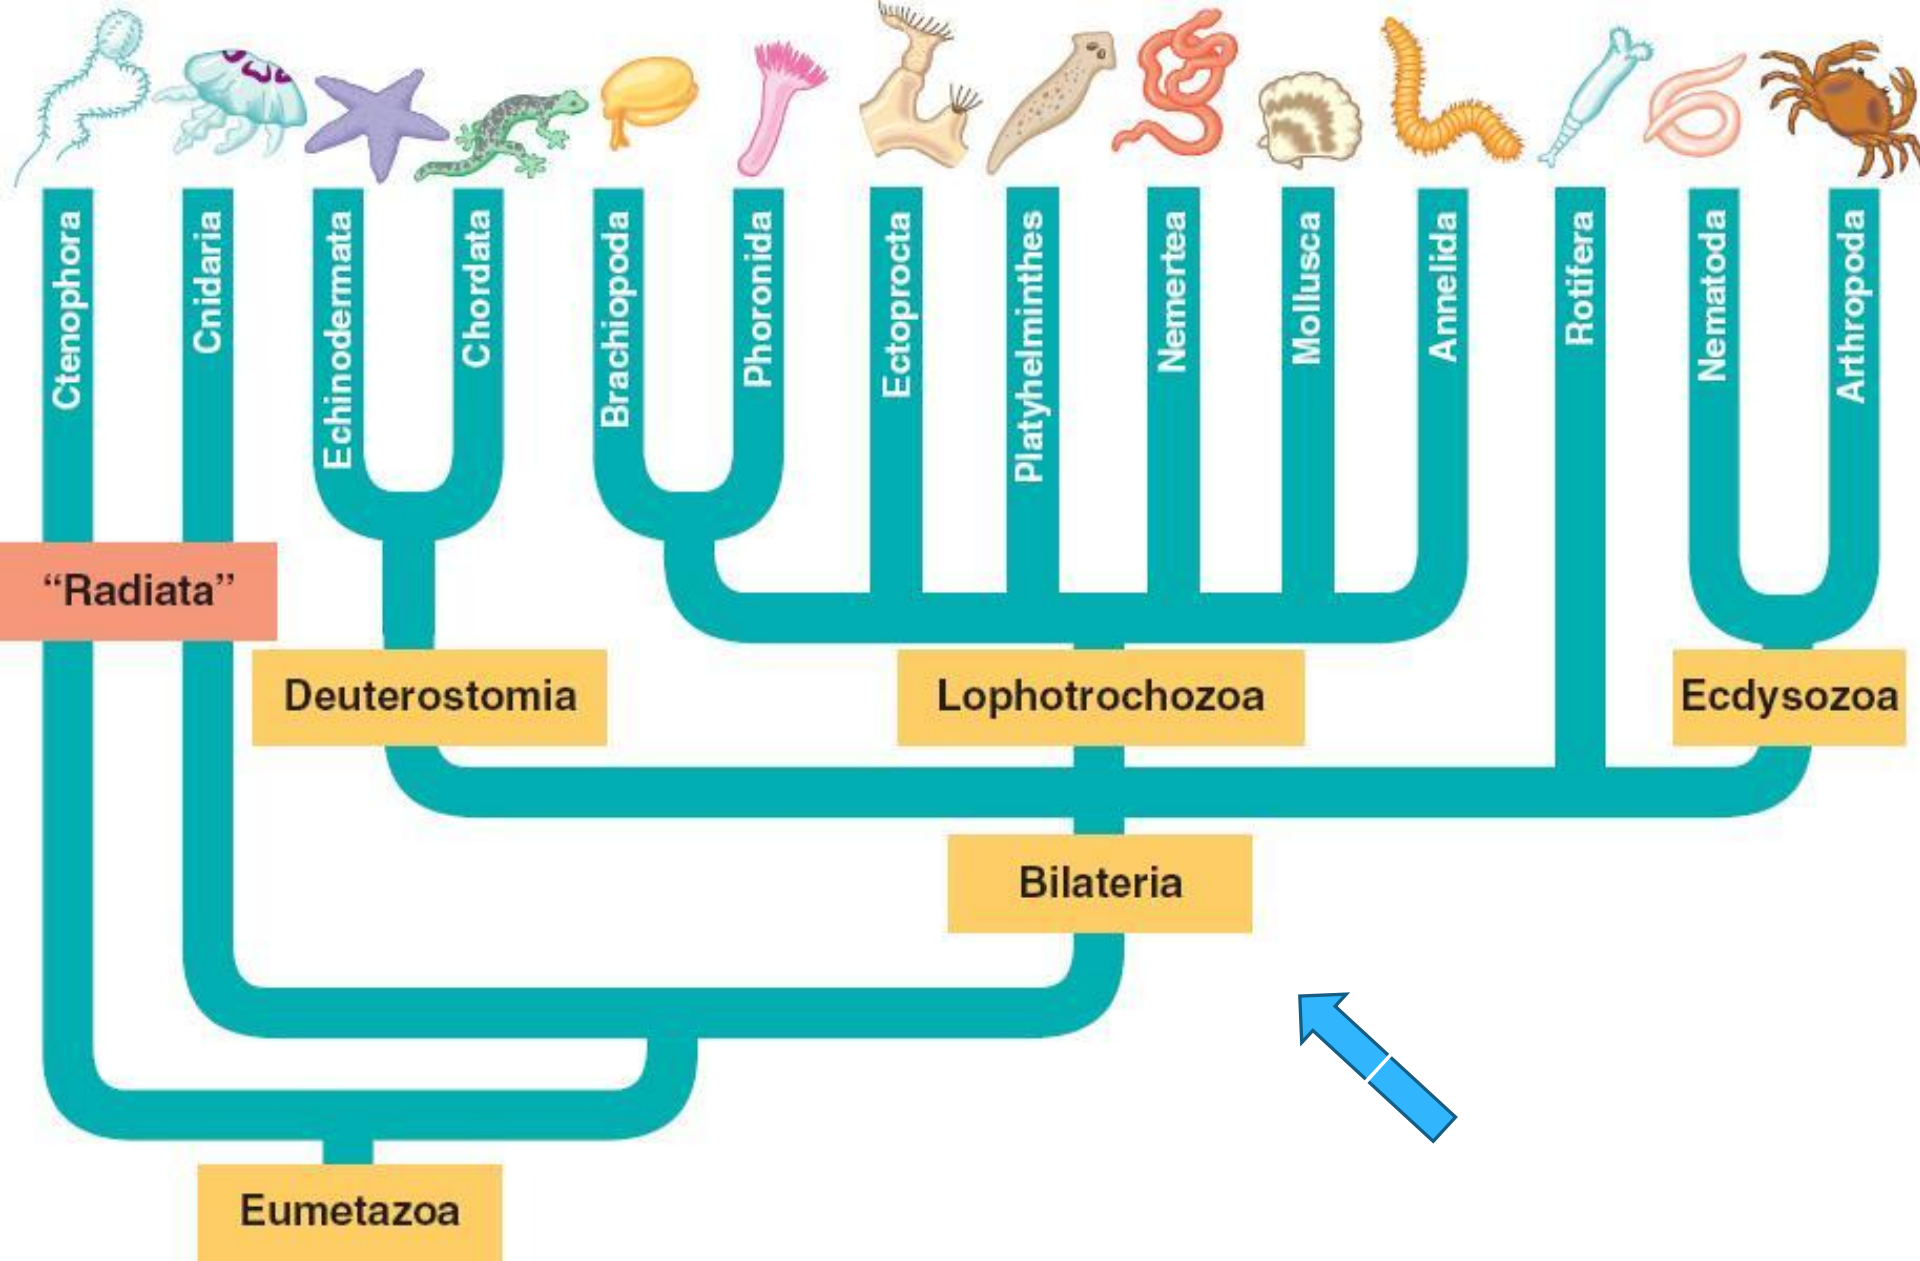 Ctenophora
Cnidaria
Echinodermata
Chordata
Brachiopoda
Phoronida
Ectoprocta
Platyhelminthes
Nemertea
Mollusca
Annelida
Rotifera
Nematoda
Arthropoda
“Radiata”
Deuterostomia
Lophotrochozoa
Ecdysozoa
Bilateria
Eumetazoa